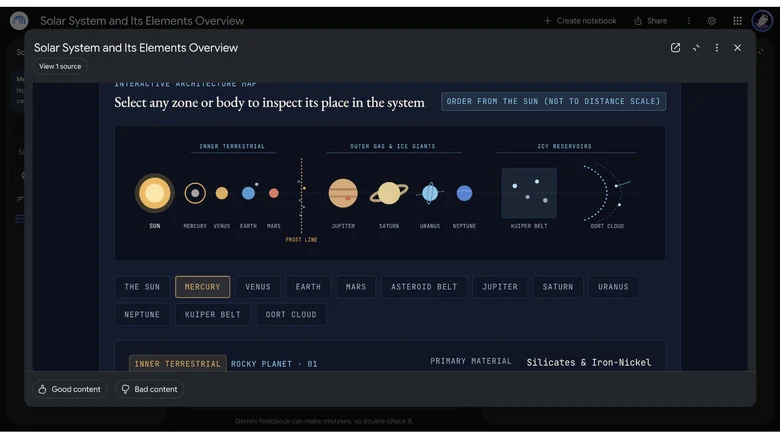 Solar System and Its Elements Overview
Create notebook
Share
Solar System and Its Elements Overview
View 1 source
INTERACTIVE ARCHITECTURE MAP
Select any zone or body to inspect its place in the system
ORDER FROM THE SUN (NOT TO DISTANCE SCALE)
INNER TERRESTRIAL
OUTER GAS & ICE GIANTS
ICY RESERVOIRS
SUN
MERCURY
VENUS
EARTH
MARS
JUPITER
SATURN
URANUS
NEPTUNE
KUIPER BELT
OORT CLOUD
FROST LINE
THE SUN
MERCURY
VENUS
EARTH
MARS
ASTEROID BELT
JUPITER
SATURN
URANUS
NEPTUNE
KUIPER BELT
OORT CLOUD
INNER TERRESTRIAL
ROCKY PLANET · 01
PRIMARY MATERIAL
Silicates & Iron-Nickel
Good content
Bad content
Gemini Notebook can make mistakes, so double-check it.